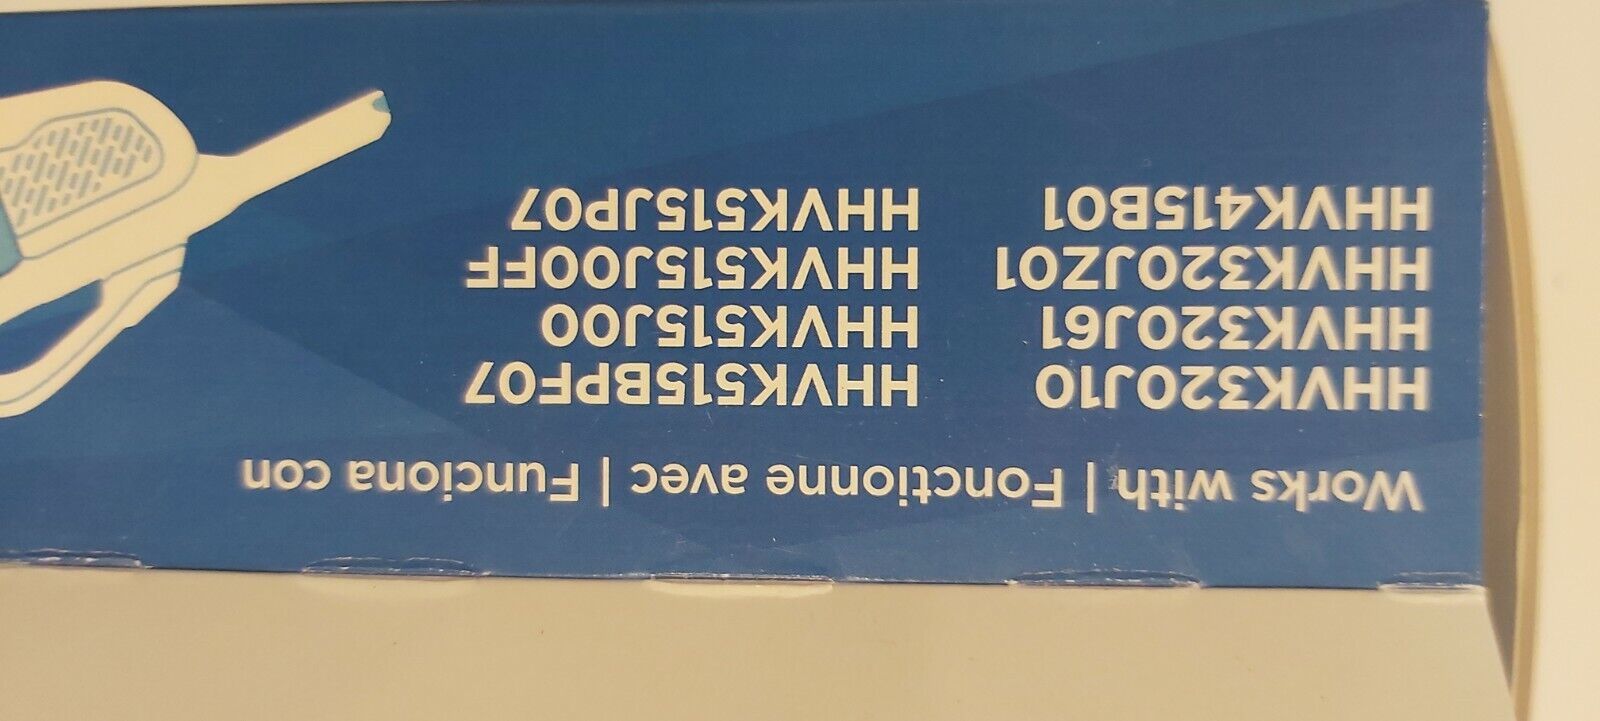 Works with | Fonctionne avec | Funciona con
HHVK320J10
HHVK320J61
HHVK320JZ01
HHVK415B01
HHVK515BPF07
HHVK515J00
HHVK515J00FF
HHVK515JP07